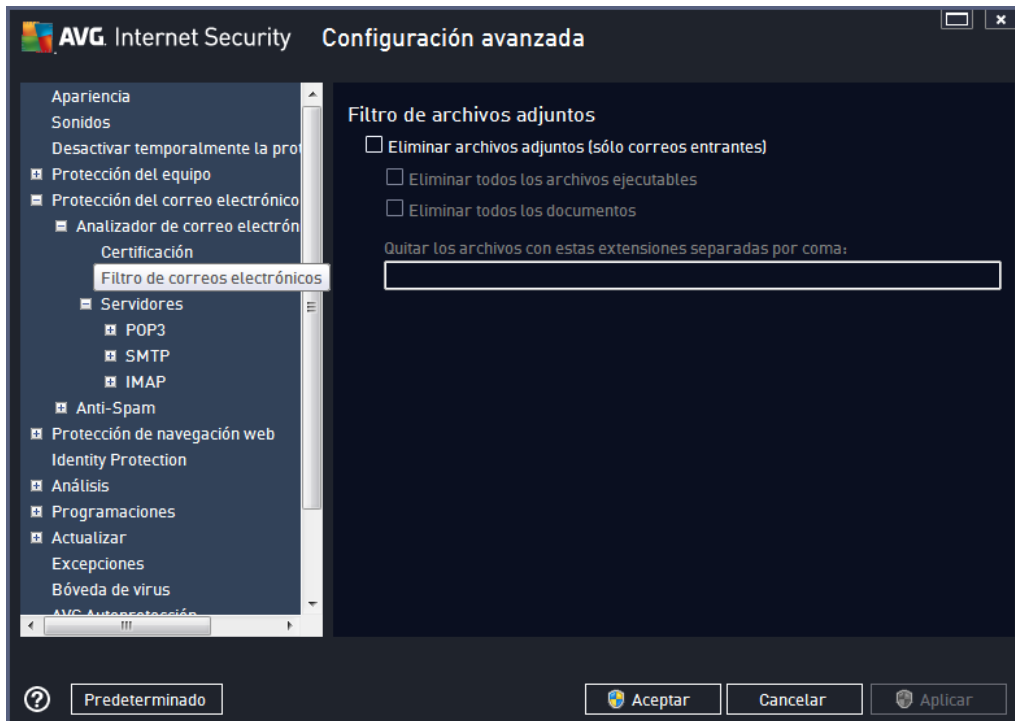 AVG. Internet Security Configuración avanzada
Apariencia
Sonidos
Desactivar temporalmente la prot
Protección del equipo
Protección del correo electrónico
Analizador de correo electrón
Certificación
Filtro de correos electrónicos
Servidores
POP3
SMTP
IMAP
Anti-Spam
Protección de navegación web
Identity Protection
Análisis
Programaciones
Actualizar
Excepciones
Bóveda de virus
AVG Autoprotección
Filtro de archivos adjuntos
Eliminar archivos adjuntos (sólo correos entrantes)
Eliminar todos los archivos ejecutables
Eliminar todos los documentos
Quitar los archivos con estas extensiones separadas por coma:
Predeterminado
Aceptar
Cancelar
Aplicar